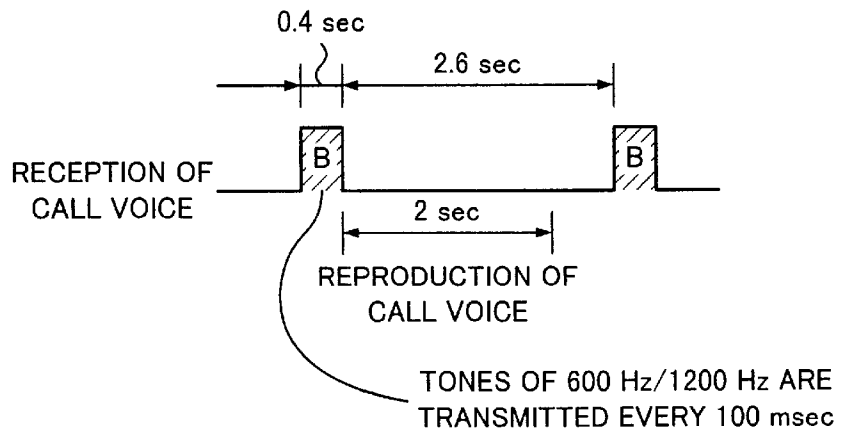 0.4 sec
2.6 sec
B
B
RECEPTION OF
CALL VOICE
2 sec
REPRODUCTION OF
CALL VOICE
TONES OF 600 Hz/1200 Hz ARE
TRANSMITTED EVERY 100 msec